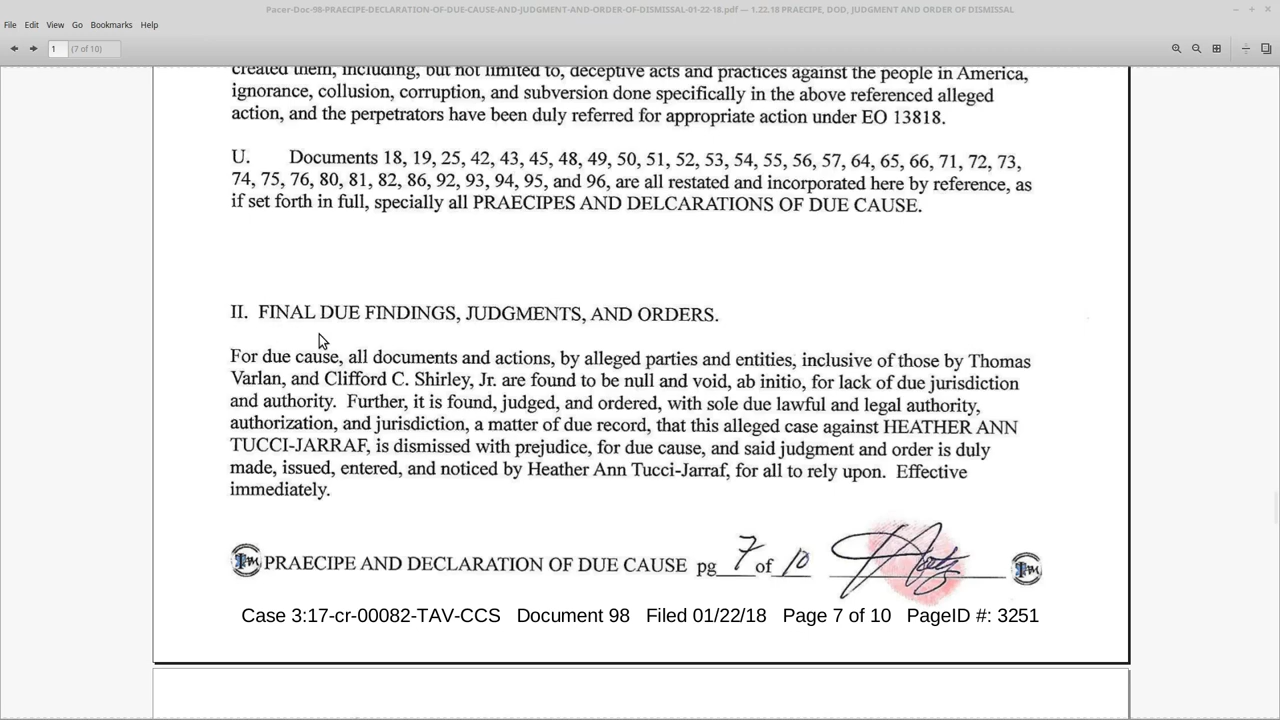 Pacer-Doc-98-PRAECIPE-DECLARATION-OF-DUE-CAUSE-AND-JUDGMENT-AND-ORDER-OF-DISMISSAL-01-22-18.pdf — 1.22.18 PRAECIPE, DOD, JUDGMENT AND ORDER OF DISMISSAL
File Edit View Go Bookmarks Help
1 (7 of 10)
created them, including, but not limited to, deceptive acts and practices against the people in America,
ignorance, collusion, corruption, and subversion done specifically in the above referenced alleged
action, and the perpetrators have been duly referred for appropriate action under EO 13818.
U. Documents 18, 19, 25, 42, 43, 45, 48, 49, 50, 51, 52, 53, 54, 55, 56, 57, 64, 65, 66, 71, 72, 73,
74, 75, 76, 80, 81, 82, 86, 92, 93, 94, 95, and 96, are all restated and incorporated here by reference, as
if set forth in full, specially all PRAECIPES AND DELCARATIONS OF DUE CAUSE.
II. FINAL DUE FINDINGS, JUDGMENTS, AND ORDERS.
For due cause, all documents and actions, by alleged parties and entities, inclusive of those by Thomas
Varlan, and Clifford C. Shirley, Jr. are found to be null and void, ab initio, for lack of due jurisdiction
and authority. Further, it is found, judged, and ordered, with sole due lawful and legal authority,
authorization, and jurisdiction, a matter of due record, that this alleged case against HEATHER ANN
TUCCI-JARRAF, is dismissed with prejudice, for due cause, and said judgment and order is duly
made, issued, entered, and noticed by Heather Ann Tucci-Jarraf, for all to rely upon. Effective
immediately.
PRAECIPE AND DECLARATION OF DUE CAUSE pg 7 of 10
Case 3:17-cr-00082-TAV-CCS Document 98 Filed 01/22/18 Page 7 of 10 PageID #: 3251